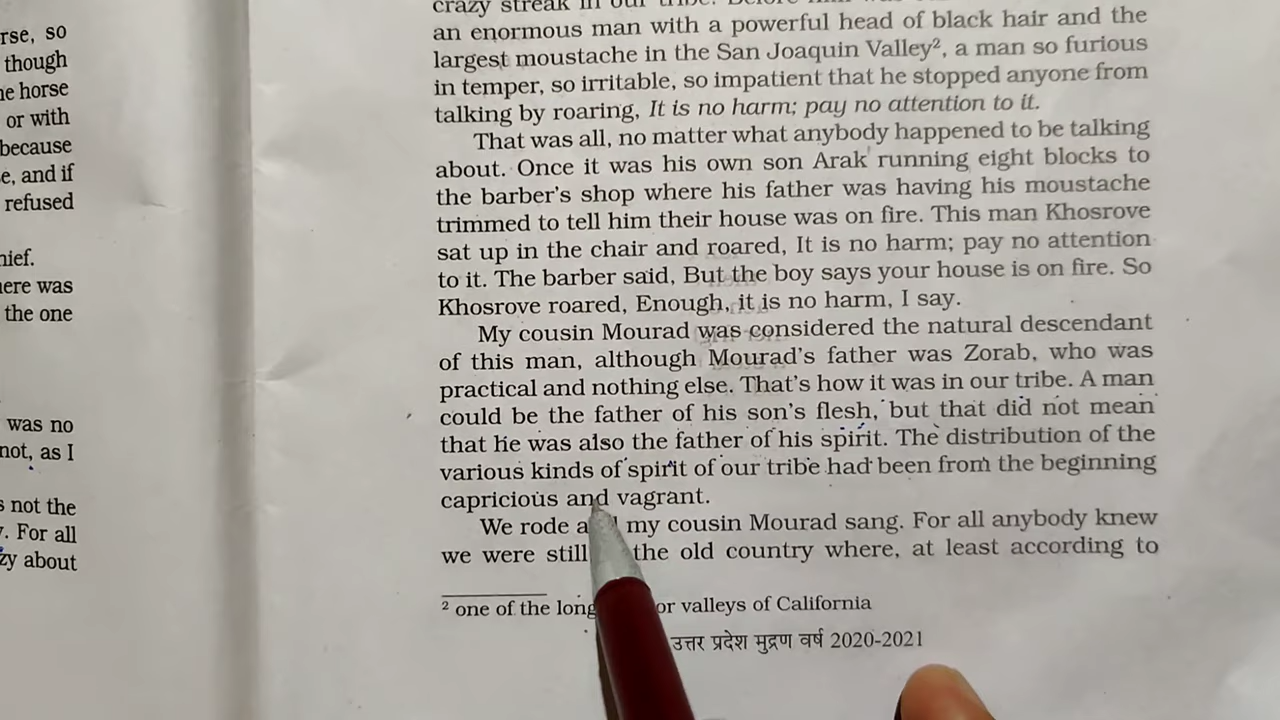 rse, so
though
ne horse
or with
because
e, and if
refused
nief.
nere was
the one
was no
not, as I
s not the
. For all
zy about
crazy streak in our tribe.
an enormous man with a powerful head of black hair and the
largest moustache in the San Joaquin Valley², a man so furious
in temper, so irritable, so impatient that he stopped anyone from
talking by roaring, It is no harm; pay no attention to it.
That was all, no matter what anybody happened to be talking
about. Once it was his own son Arak running eight blocks to
the barber's shop where his father was having his moustache
trimmed to tell him their house was on fire. This man Khosrove
sat up in the chair and roared, It is no harm; pay no attention
to it. The barber said, But the boy says your house is on fire. So
Khosrove roared, Enough, it is no harm, I say.
My cousin Mourad was considered the natural descendant
of this man, although Mourad's father was Zorab, who was
practical and nothing else. That's how it was in our tribe. A man
could be the father of his son's flesh, but that did not mean
that he was also the father of his spirit. The distribution of the
various kinds of spirit of our tribe had been from the beginning
capricious and vagrant.
We rode a my cousin Mourad sang. For all anybody knew
we were still the old country where, at least according to
² one of the long or valleys of California
उत्तर प्रदेश मुद्रण वर्ष 2020-2021